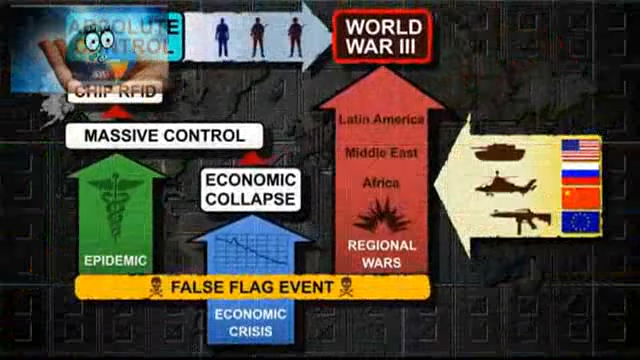 ABSOLUTE
CONTROL
WORLD
WAR III
CHIP RFID
Latin America
MASSIVE CONTROL
Middle East
ECONOMIC
COLLAPSE
Africa
REGIONAL
WARS
EPIDEMIC
FALSE FLAG EVENT
ECONOMIC
CRISIS